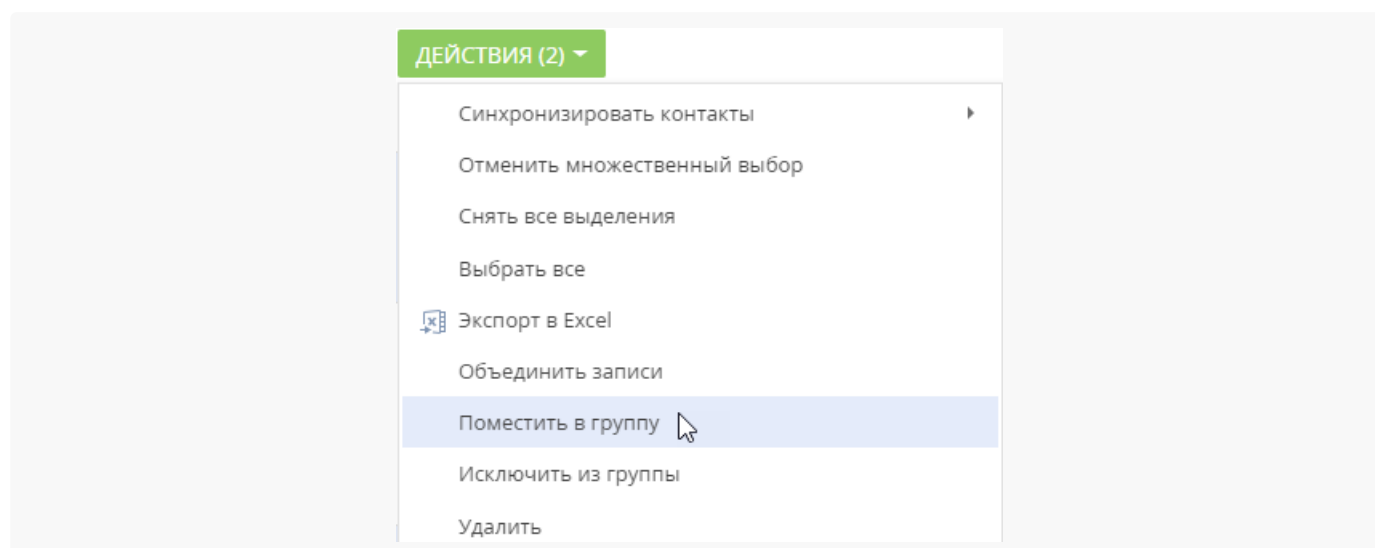 ДЕЙСТВИЯ (2)
Синхронизировать контакты
Отменить множественный выбор
Снять все выделения
Выбрать все
Экспорт в Excel
Объединить записи
Поместить в группу
Исключить из группы
Удалить